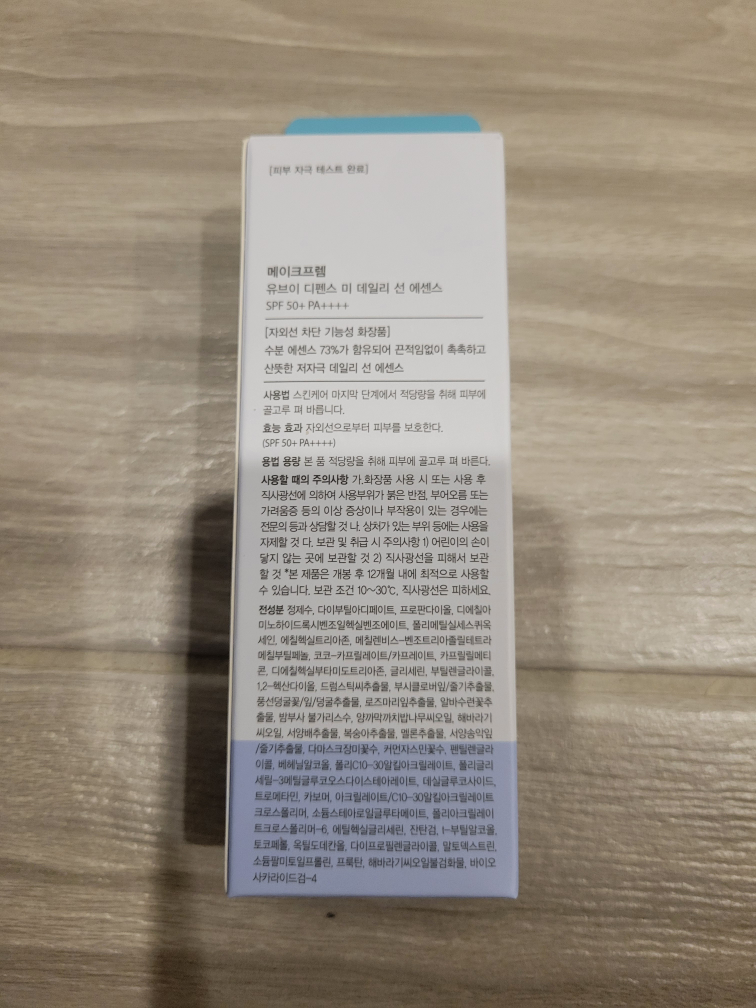 [피부 자극 테스트 완료]
메이크프렘
유브이 디펜스 미 데일리 선 에센스
SPF 50+ PA++++
[자외선 차단 기능성 화장품]
수분 에센스 73%가 함유되어 끈적임없이 촉촉하고
산뜻한 저자극 데일리 선 에센스
사용법 스킨케어 마지막 단계에서 적당량을 취해 피부에
골고루 펴 바릅니다.
효능 효과 자외선으로부터 피부를 보호한다.
(SPF 50+ PA++++)
용법 용량 본 품 적당량을 취해 피부에 골고루 펴 바른다.
사용할 때의 주의사항 가.화장품 사용 시 또는 사용 후
직사광선에 의하여 사용부위가 붉은 반점, 부어오름 또는
가려움증 등의 이상 증상이나 부작용이 있는 경우에는
전문의 등과 상담할 것 나. 상처가 있는 부위 등에는 사용을
자제할 것 다. 보관 및 취급 시 주의사항 1) 어린이의 손이
닿지 않는 곳에 보관할 것 2) 직사광선을 피해서 보관
할 것 *본 제품은 개봉 후 12개월 내에 최적으로 사용할
수 있습니다. 보관 조건 10~30℃, 직사광선은 피하세요.
전성분 정제수, 다이부틸아디페이트, 프로판다이올, 디에칠아
미노하이드록시벤조일헥실벤조에이트, 폴리메틸실세스퀴옥
세인, 에칠헥실트리아존, 메칠렌비스-벤조트리아졸릴테트라
메칠부틸페놀, 코코-카프릴레이트/카프레이트, 카프릴릴메티
콘, 디에칠헥실부타미도트리아존, 글리세린, 부틸렌글라이콜,
1,2-헥산다이올, 드럼스틱씨추출물, 부시클로버잎/줄기추출물,
풍선덩굴꽃/잎/덩굴추출물, 로즈마리잎추출물, 알바수련꽃추
출물, 밤부사 불가리스수, 양까막까치밥나무씨오일, 해바라기
씨오일, 서양배추출물, 복숭아추출물, 멜론추출물, 서양송악잎
/줄기추출물, 다마스크장미꽃수, 커먼자스민꽃수, 펜틸렌글라
이콜, 베헤닐알코올, 폴리C10-30알킬아크릴레이트, 폴리글리
세릴-3메틸글루코오스다이스테아레이트, 데실글루코사이드,
트로메타민, 카보머, 아크릴레이트/C10-30알킬아크릴레이트
크로스폴리머, 소듐스테아로일글루타메이트, 폴리아크릴레이
트크로스폴리머-6, 에틸헥실글리세린, 잔탄검, t-부틸알코올,
토코페롤, 옥틸도데칸올, 다이프로필렌글라이콜, 말토덱스트린,
소듐팔미토일프롤린, 프룩탄, 해바라기씨오일불검화물, 바이오
사카라이드검-4